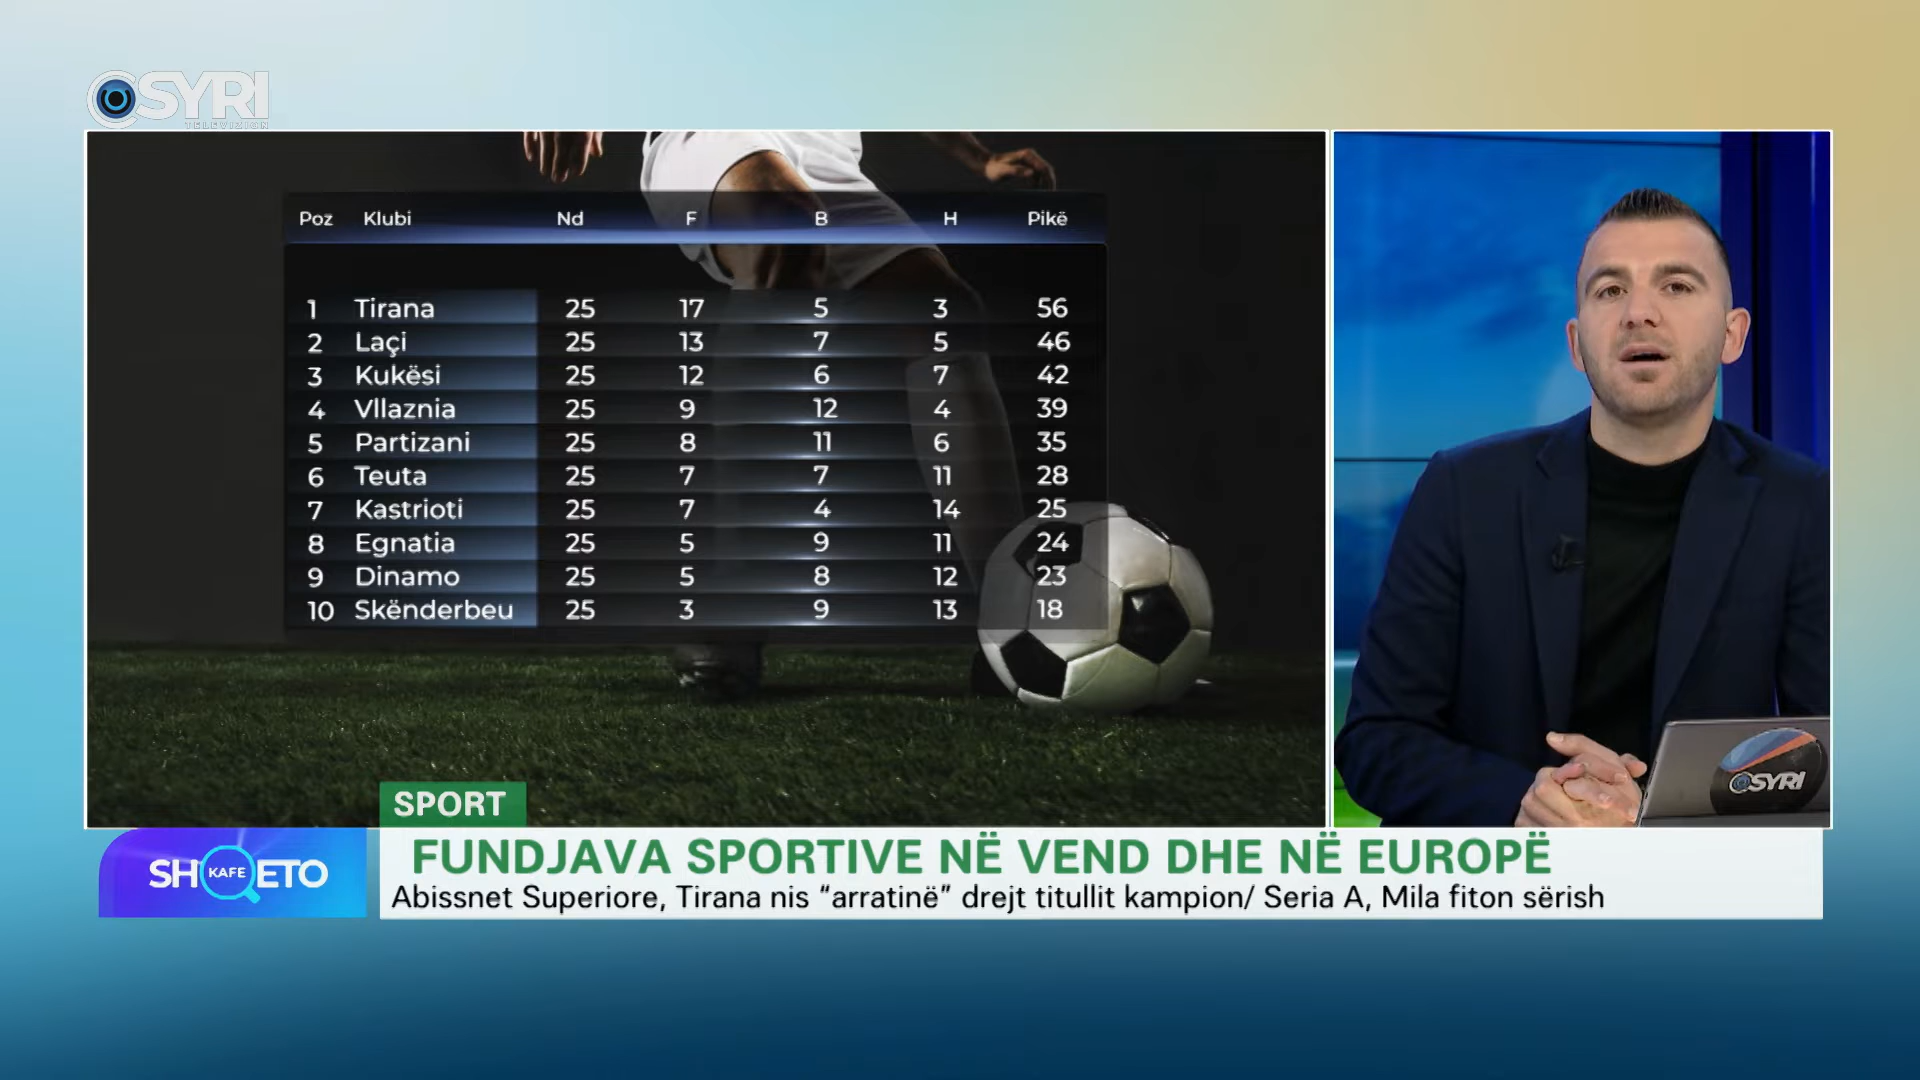 SYRI
TELEVIZION
Poz Klubi Nd F B H Pikë
1 Tirana 25 17 5 3 56
2 Laçi 25 13 7 5 46
3 Kukësi 25 12 6 7 42
4 Vllaznia 25 9 12 4 39
5 Partizani 25 8 11 6 35
6 Teuta 25 7 7 11 28
7 Kastrioti 25 7 4 14 25
8 Egnatia 25 5 9 11 24
9 Dinamo 25 5 8 12 23
10 Skënderbeu 25 3 9 13 18
SYRI
SPORT
SHQETO
KAFE
FUNDJAVA SPORTIVE NË VEND DHE NË EUROPË
Abissnet Superiore, Tirana nis “arratinë” drejt titullit kampion/ Seria A, Mila fiton sërish